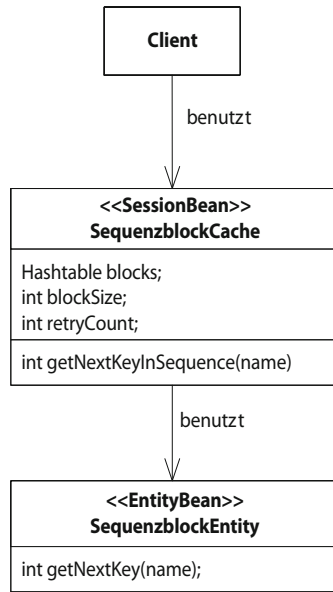 Client
benutzt
<<SessionBean>>
SequenzblockCache
Hashtable blocks;
int blockSize;
int retryCount;
int getNextKeyInSequence(name)
benutzt
<<EntityBean>>
SequenzblockEntity
int getNextKey(name);